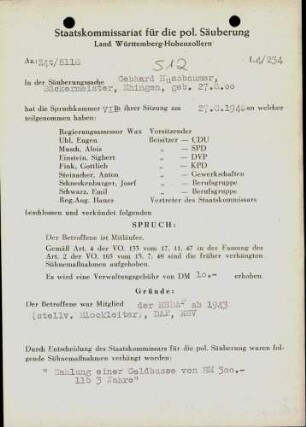 Staatskommissariat für die pol. Säuberung
Land Württemberg-Hohenzollern
512
1.4/234
In der Säuberungssache Gebhard Nussbaumer,
Bäckermeister, Ehingen, geb. 27.8.00
hat die Spruchkammer VI in ihrer Sitzung am 27.8.1948 an welcher
teilgenommen haben:
Regierungsassessor Wax Vorsitzender
Uhl, Eugen Beisitzer — CDU
Musch, Alois — SPD
Einstein, Sigbert — DVP
Fink, Gottlieb — KPD
Steinacher, Anton — Gewerkschaften
Schneckenburger, Josef — Berufsgruppe
Schwarz, Emil — Berufsgruppe
Reg.Ang. Hauer Vertreter des Staatskommissars
beschlossen und verkündet folgenden
SPRUCH:
Der Betroffene ist Mitläufer.
Gemäß Art. 4 der VO. 133 vom 17. 11. 47 in der Fassung des
Art. 2 der VO. 165 vom 13. 7. 48 sind die früher verhängten
Sühnemaßnahmen aufgehoben.
Es wird eine Verwaltungsgebühr von DM 10.- erhoben.
Gründe:
Der Betroffene war Mitglied der NSDAP ab 1943
(stellv. Blockleiter), DAF, NSV
Durch Entscheidung des Staatskommissars für die pol. Säuberung waren fol-
gende Sühnemaßnahmen verhängt worden:
" Zahlung einer Geldbusse von RM 300.-
11b 3 Jahre"